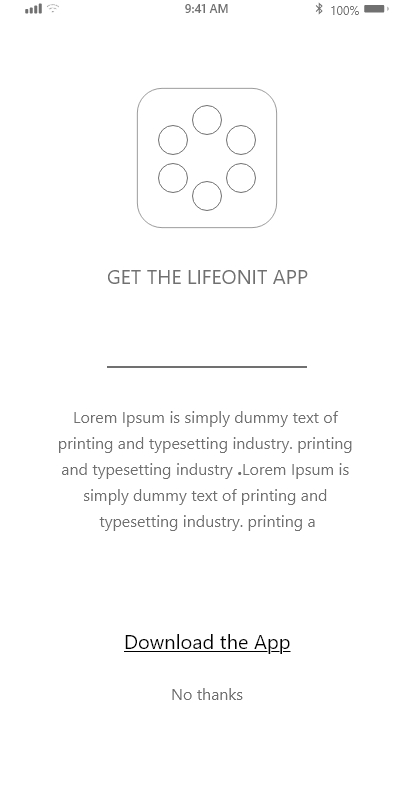 9:41 AM 100%
GET THE LIFEONIT APP
Lorem Ipsum is simply dummy text of
printing and typesetting industry. printing
and typesetting industry .Lorem Ipsum is
simply dummy text of printing and
typesetting industry. printing a
Download the App
No thanks